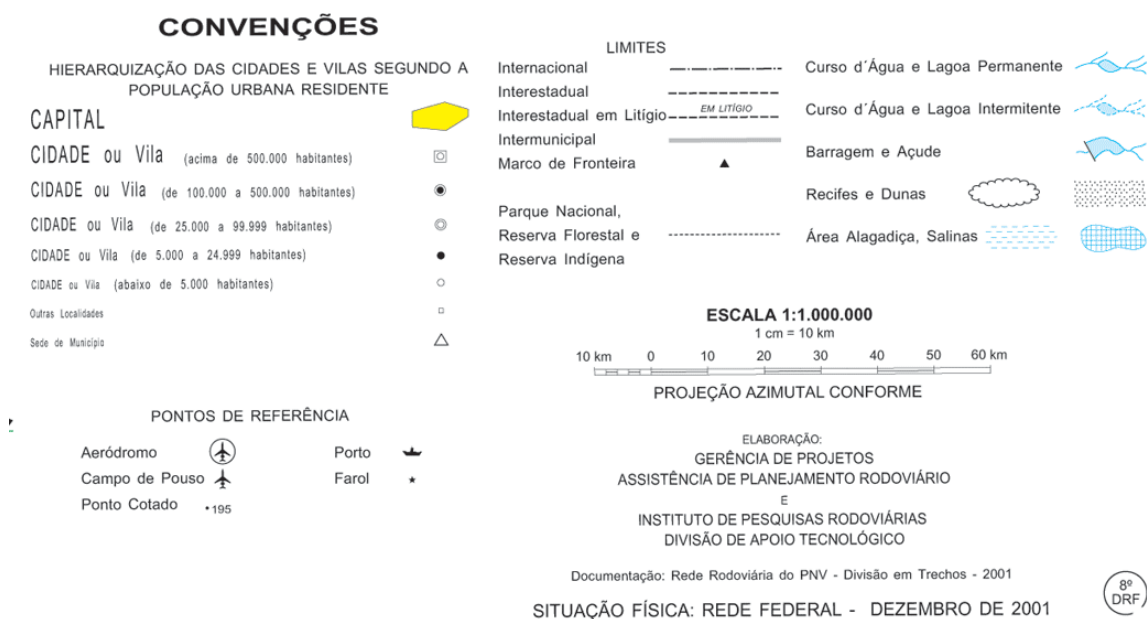 CONVENÇÕES
HIERARQUIZAÇÃO DAS CIDADES E VILAS SEGUNDO A
POPULAÇÃO URBANA RESIDENTE
CAPITAL
CIDADE ou Vila (acima de 500.000 habitantes)
CIDADE ou Vila (de 100.000 a 500.000 habitantes)
CIDADE ou Vila (de 25.000 a 99.999 habitantes)
CIDADE ou Vila (de 5.000 a 24.999 habitantes)
CIDADE ou Vila (abaixo de 5.000 habitantes)
Outras Localidades
Sede de Município
PONTOS DE REFERÊNCIA
Aeródromo
Campo de Pouso
Ponto Cotado
195
Porto
Farol
LIMITES
Internacional
Interestadual
Interestadual em Litígio
EM LITÍGIO
Intermunicipal
Marco de Fronteira
Parque Nacional,
Reserva Florestal e
Reserva Indígena
Curso d´Água e Lagoa Permanente
Curso d´Água e Lagoa Intermitente
Barragem e Açude
Recifes e Dunas
Área Alagadiça, Salinas
ESCALA 1:1.000.000
1 cm = 10 km
10 km 0 10 20 30 40 50 60 km
PROJEÇÃO AZIMUTAL CONFORME
ELABORAÇÃO:
GERÊNCIA DE PROJETOS
ASSISTÊNCIA DE PLANEJAMENTO RODOVIÁRIO
E
INSTITUTO DE PESQUISAS RODOVIÁRIAS
DIVISÃO DE APOIO TECNOLÓGICO
Documentação: Rede Rodoviária do PNV - Divisão em Trechos - 2001
SITUAÇÃO FÍSICA: REDE FEDERAL - DEZEMBRO DE 2001
8º
DRF